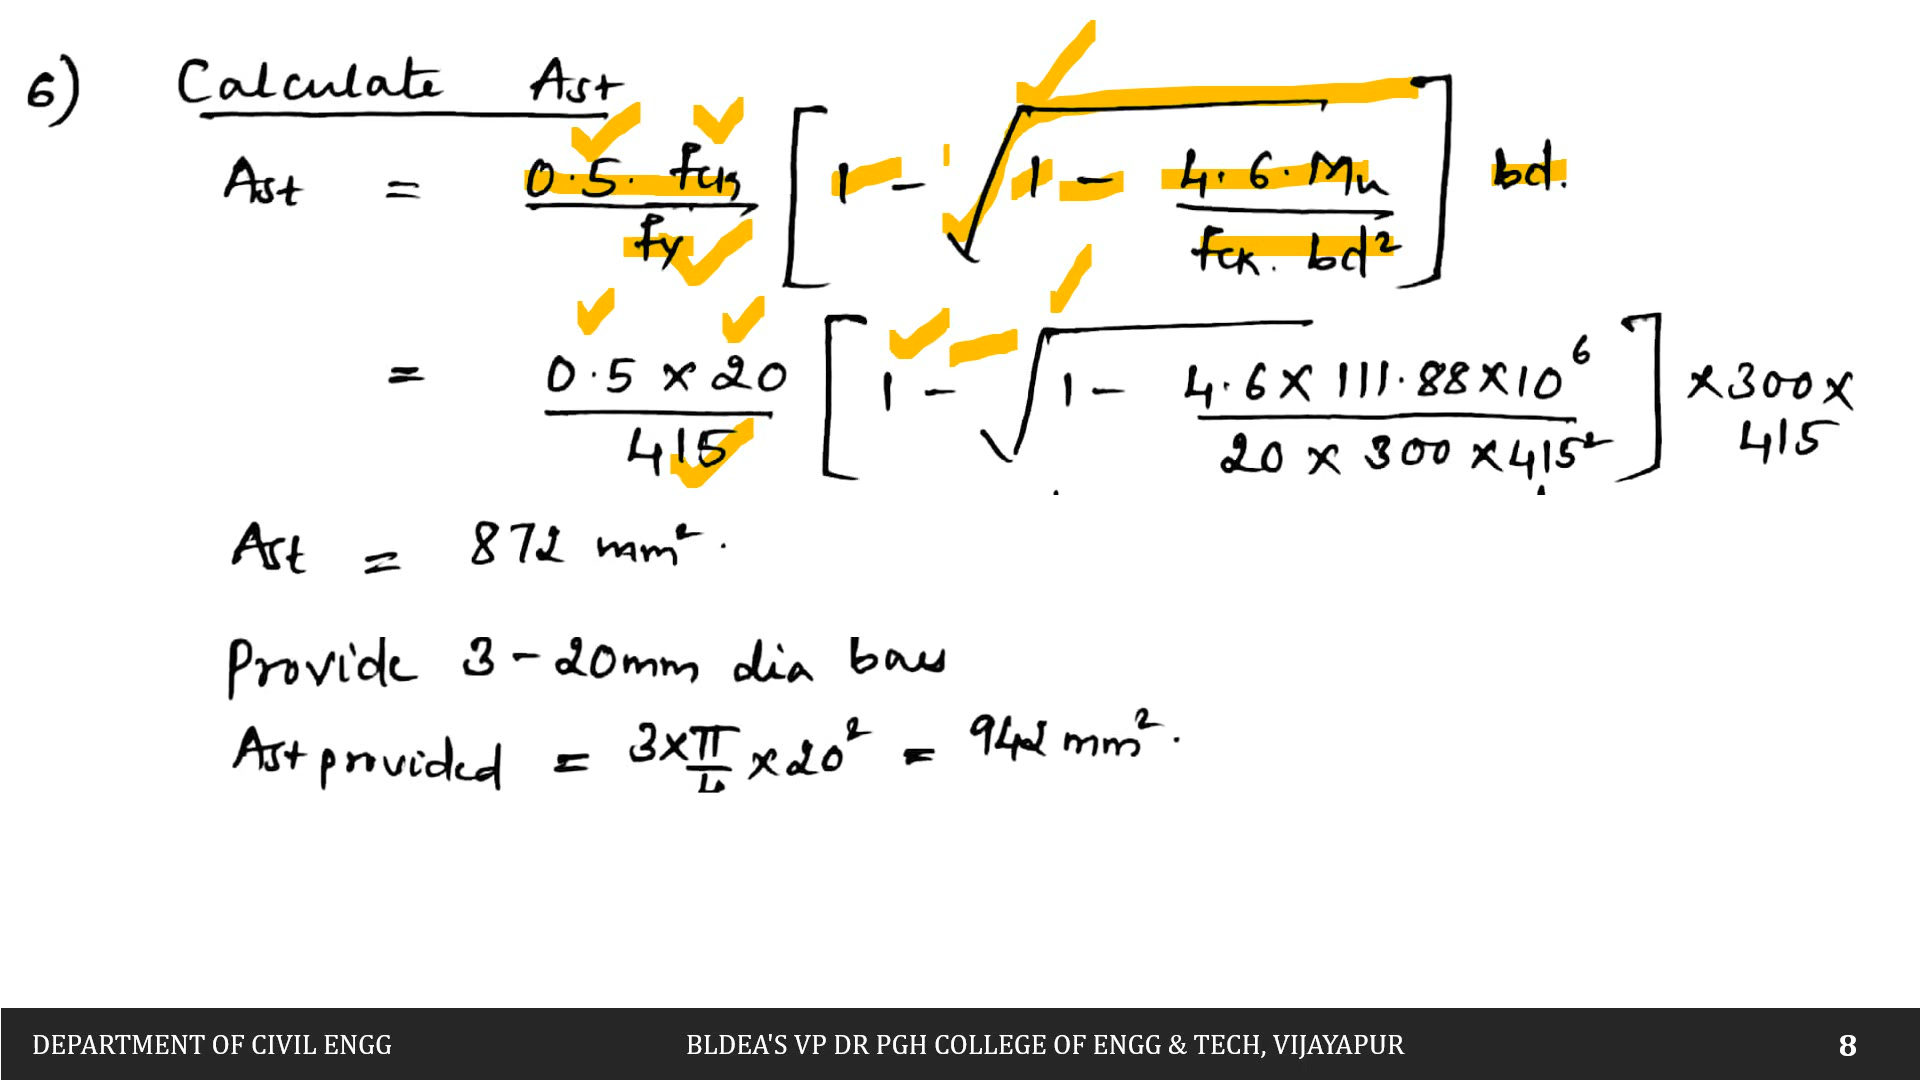 6) Calculate Ast
Ast = 0.5. fck / fy [ 1 - √ 1 - 4.6. Mu / fck. bd² ] bd.
= 0.5 x 20 / 415 [ 1 - √ 1 - 4.6 x 111.88 x 10⁶ / 20 x 300 x 415² ] x 300 x 415
Ast = 872 mm².
Provide 3 - 20mm dia bars
Ast provided = 3 x π/4 x 20² = 942 mm².
DEPARTMENT OF CIVIL ENGG BLDEA'S VP DR PGH COLLEGE OF ENGG & TECH, VIJAYAPUR 8